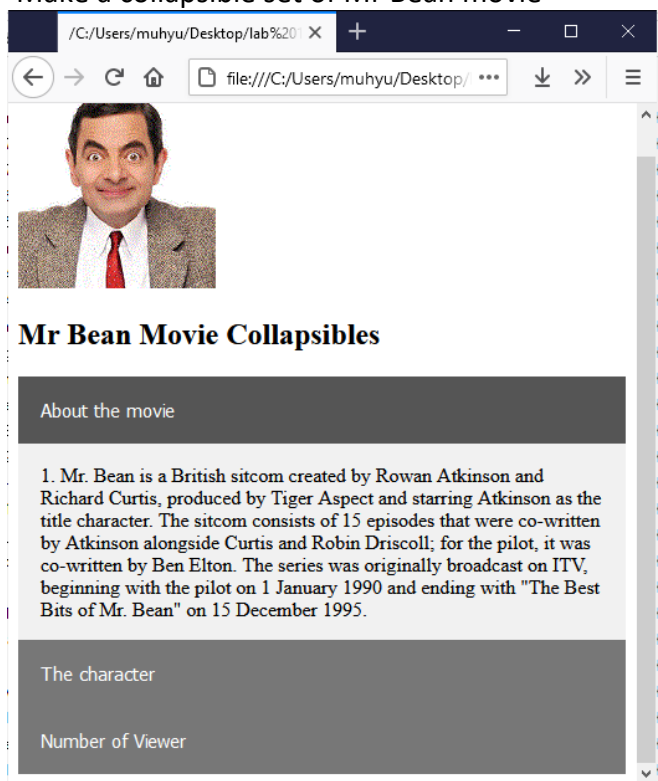 Make a collapsible set of Mr Bean movie
/C:/Users/muhyu/Desktop/lab%201
file:///C:/Users/muhyu/Desktop/
Mr Bean Movie Collapsibles
About the movie
1. Mr. Bean is a British sitcom created by Rowan Atkinson and
Richard Curtis, produced by Tiger Aspect and starring Atkinson as the
title character. The sitcom consists of 15 episodes that were co-written
by Atkinson alongside Curtis and Robin Driscoll; for the pilot, it was
co-written by Ben Elton. The series was originally broadcast on ITV,
beginning with the pilot on 1 January 1990 and ending with "The Best
Bits of Mr. Bean" on 15 December 1995.
The character
Number of Viewer